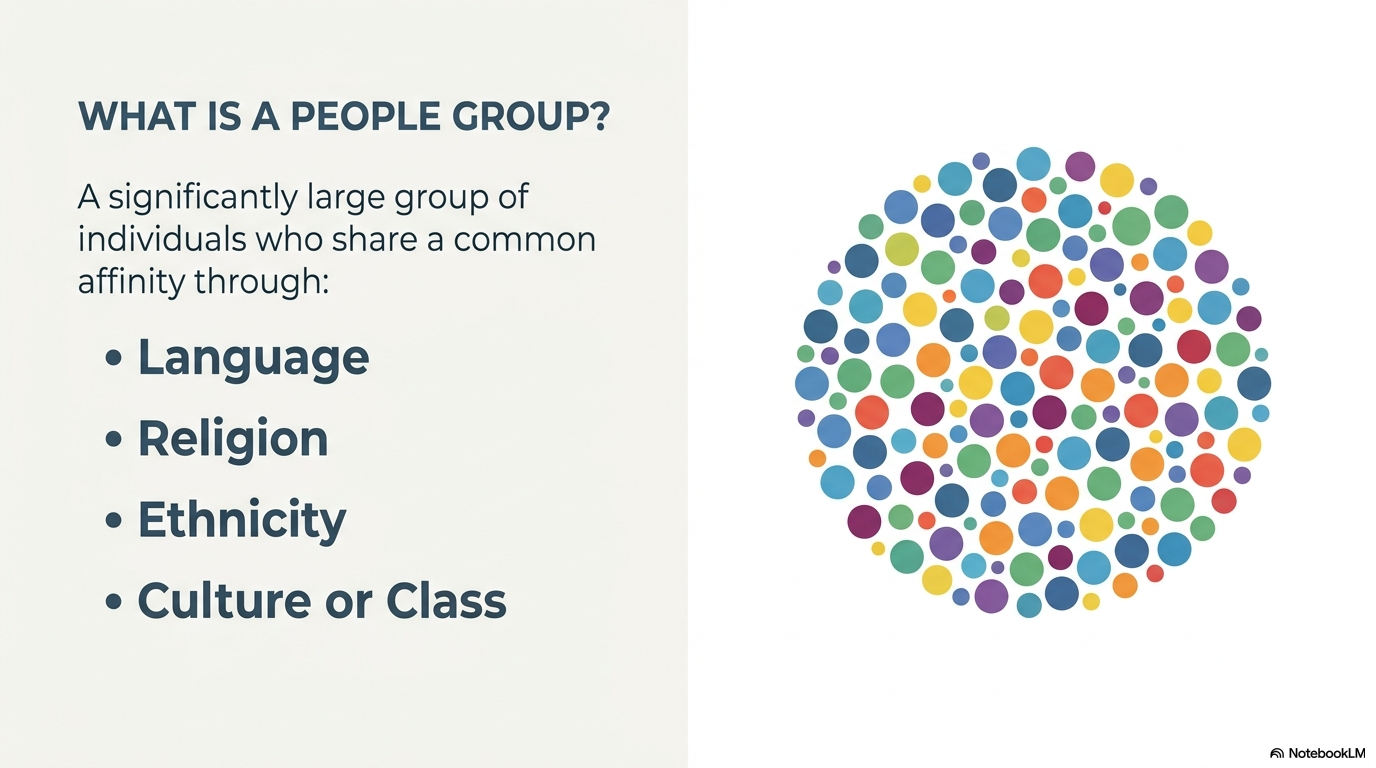 WHAT IS A PEOPLE GROUP?
A significantly large group of
individuals who share a common
affinity through:
• Language
• Religion
• Ethnicity
• Culture or Class
NotebookLM